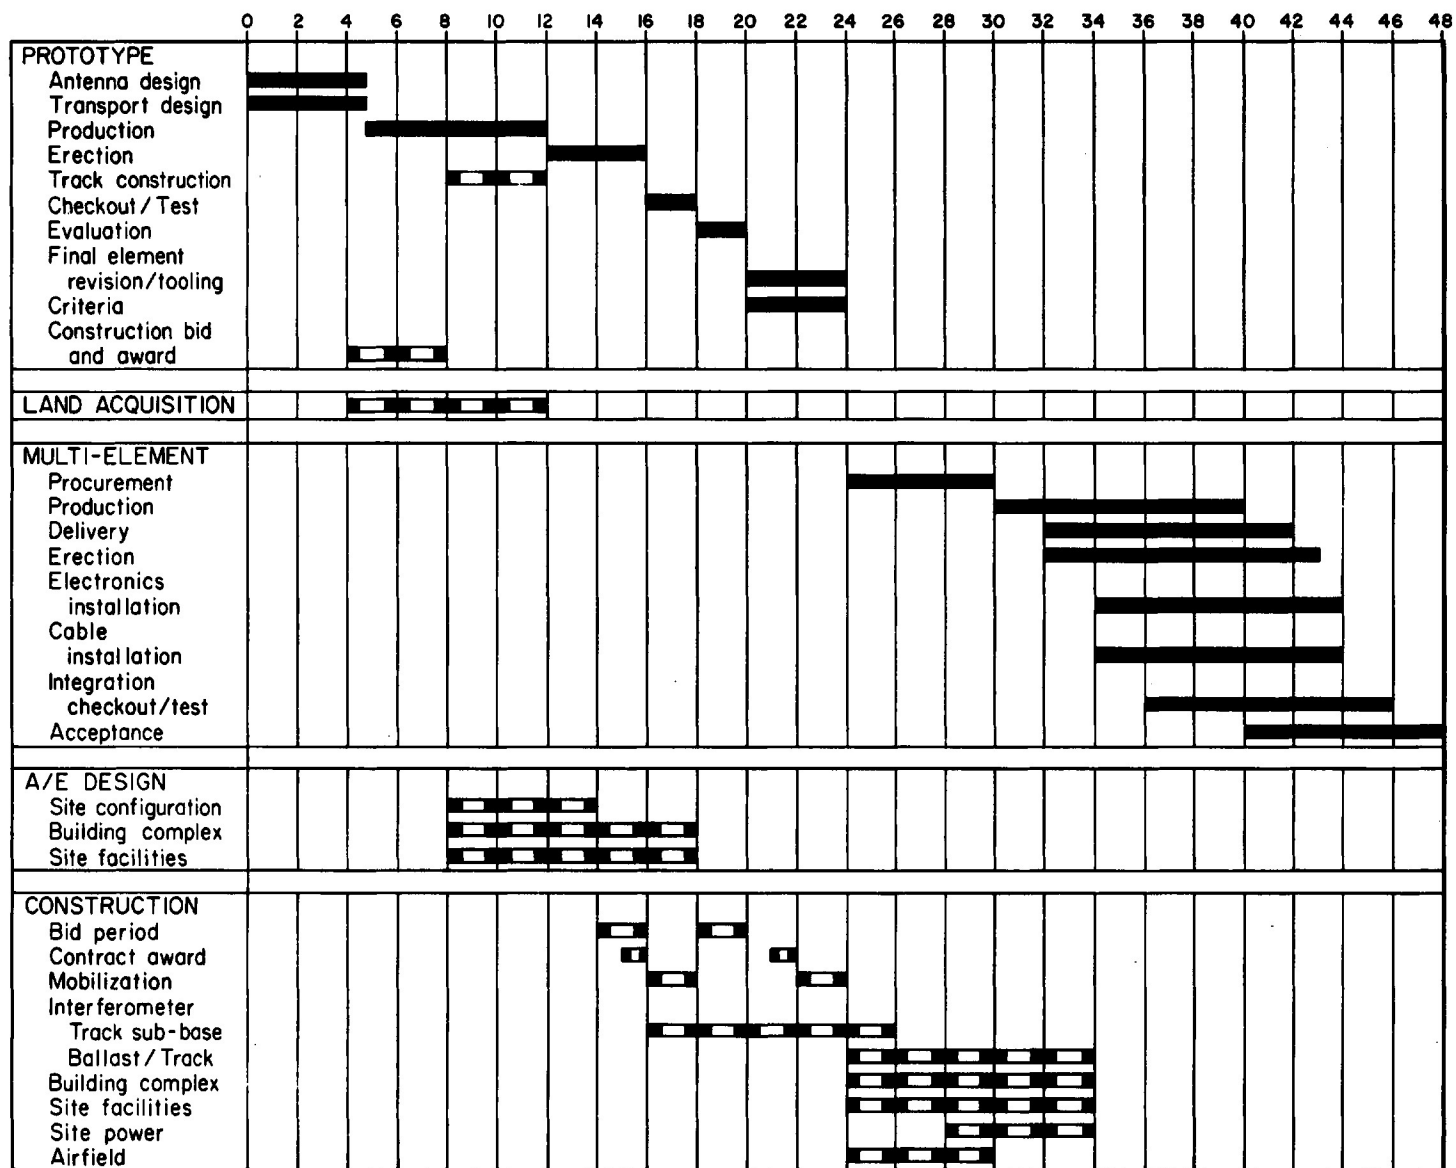 0 2 4 6 8 10 12 14 16 18 20 22 24 26 28 30 32 34 36 38 40 42 44 46 48
PROTOTYPE
Antenna design
Transport design
Production
Erection
Track construction
Checkout / Test
Evaluation
Final element
revision/tooling
Criteria
Construction bid
and award
LAND ACQUISITION
MULTI-ELEMENT
Procurement
Production
Delivery
Erection
Electronics
installation
Cable
installation
Integration
checkout/test
Acceptance
A/E DESIGN
Site configuration
Building complex
Site facilities
CONSTRUCTION
Bid period
Contract award
Mobilization
Interferometer
Track sub-base
Ballast / Track
Building complex
Site facilities
Site power
Airfield